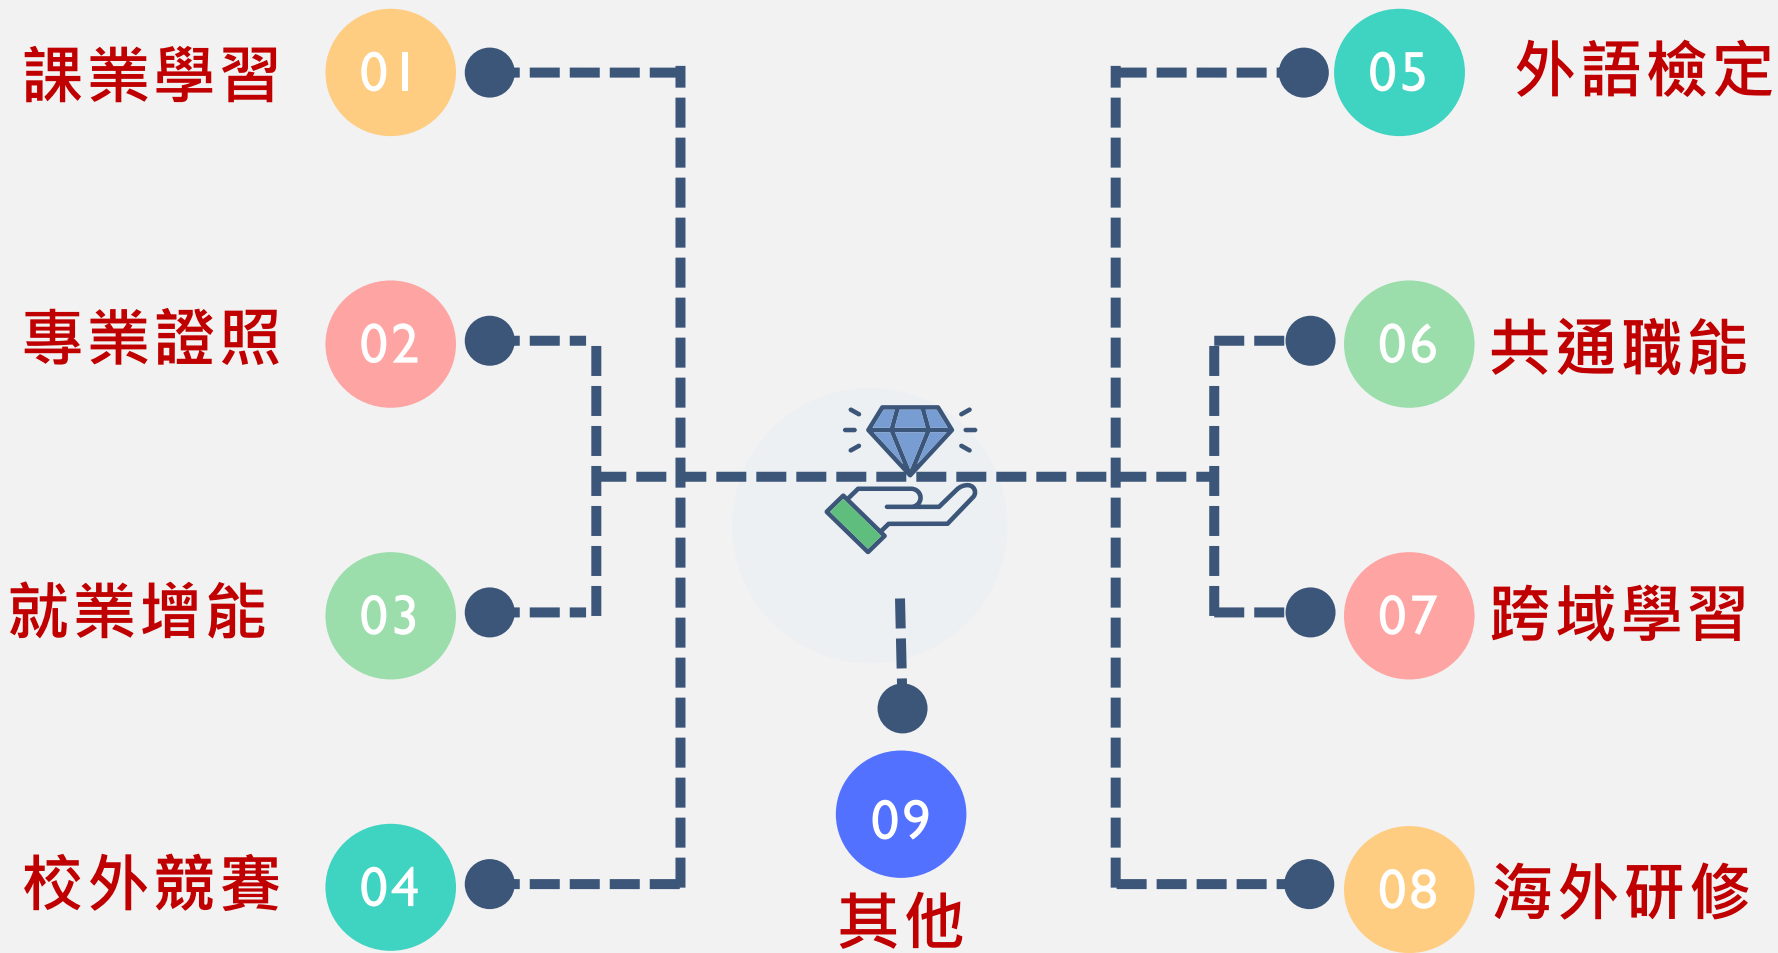 課業學習
01
專業證照
02
就業增能
03
校外競賽
04
05
外語檢定
06
共通職能
07
跨域學習
08
海外研修
09
其他